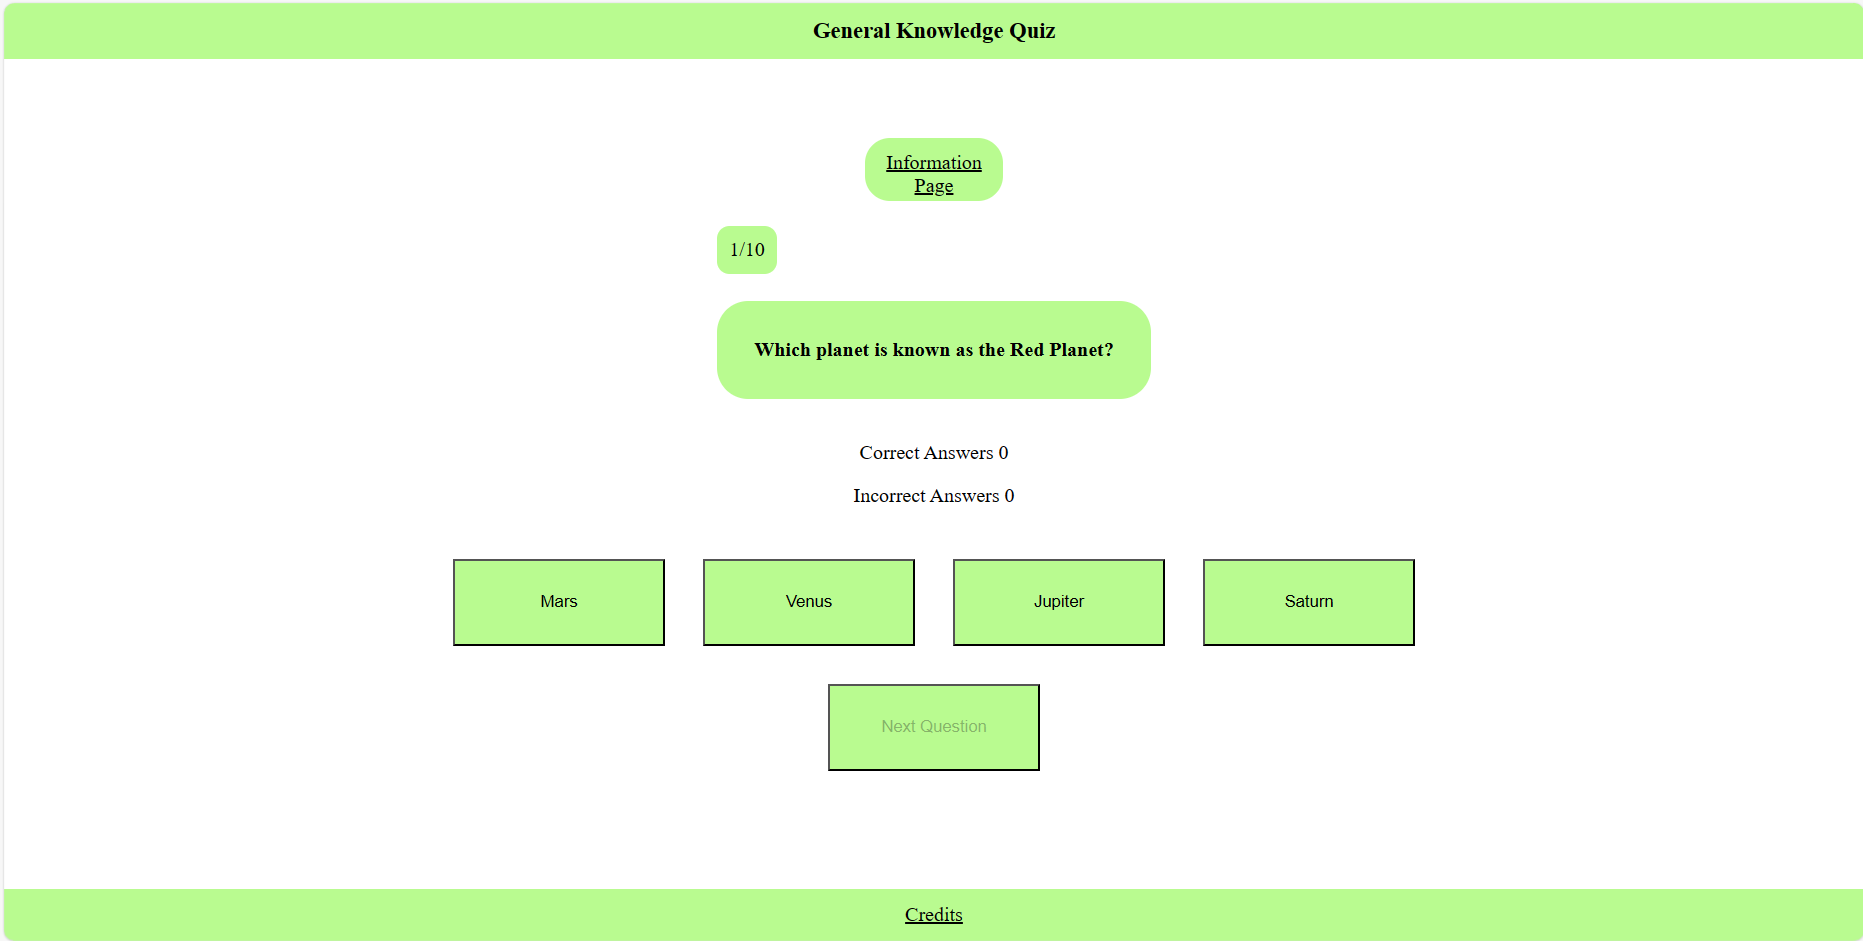 General Knowledge Quiz
Information
Page
1/10
Which planet is known as the Red Planet?
Correct Answers 0
Incorrect Answers 0
Mars
Venus
Jupiter
Saturn
Next Question
Credits